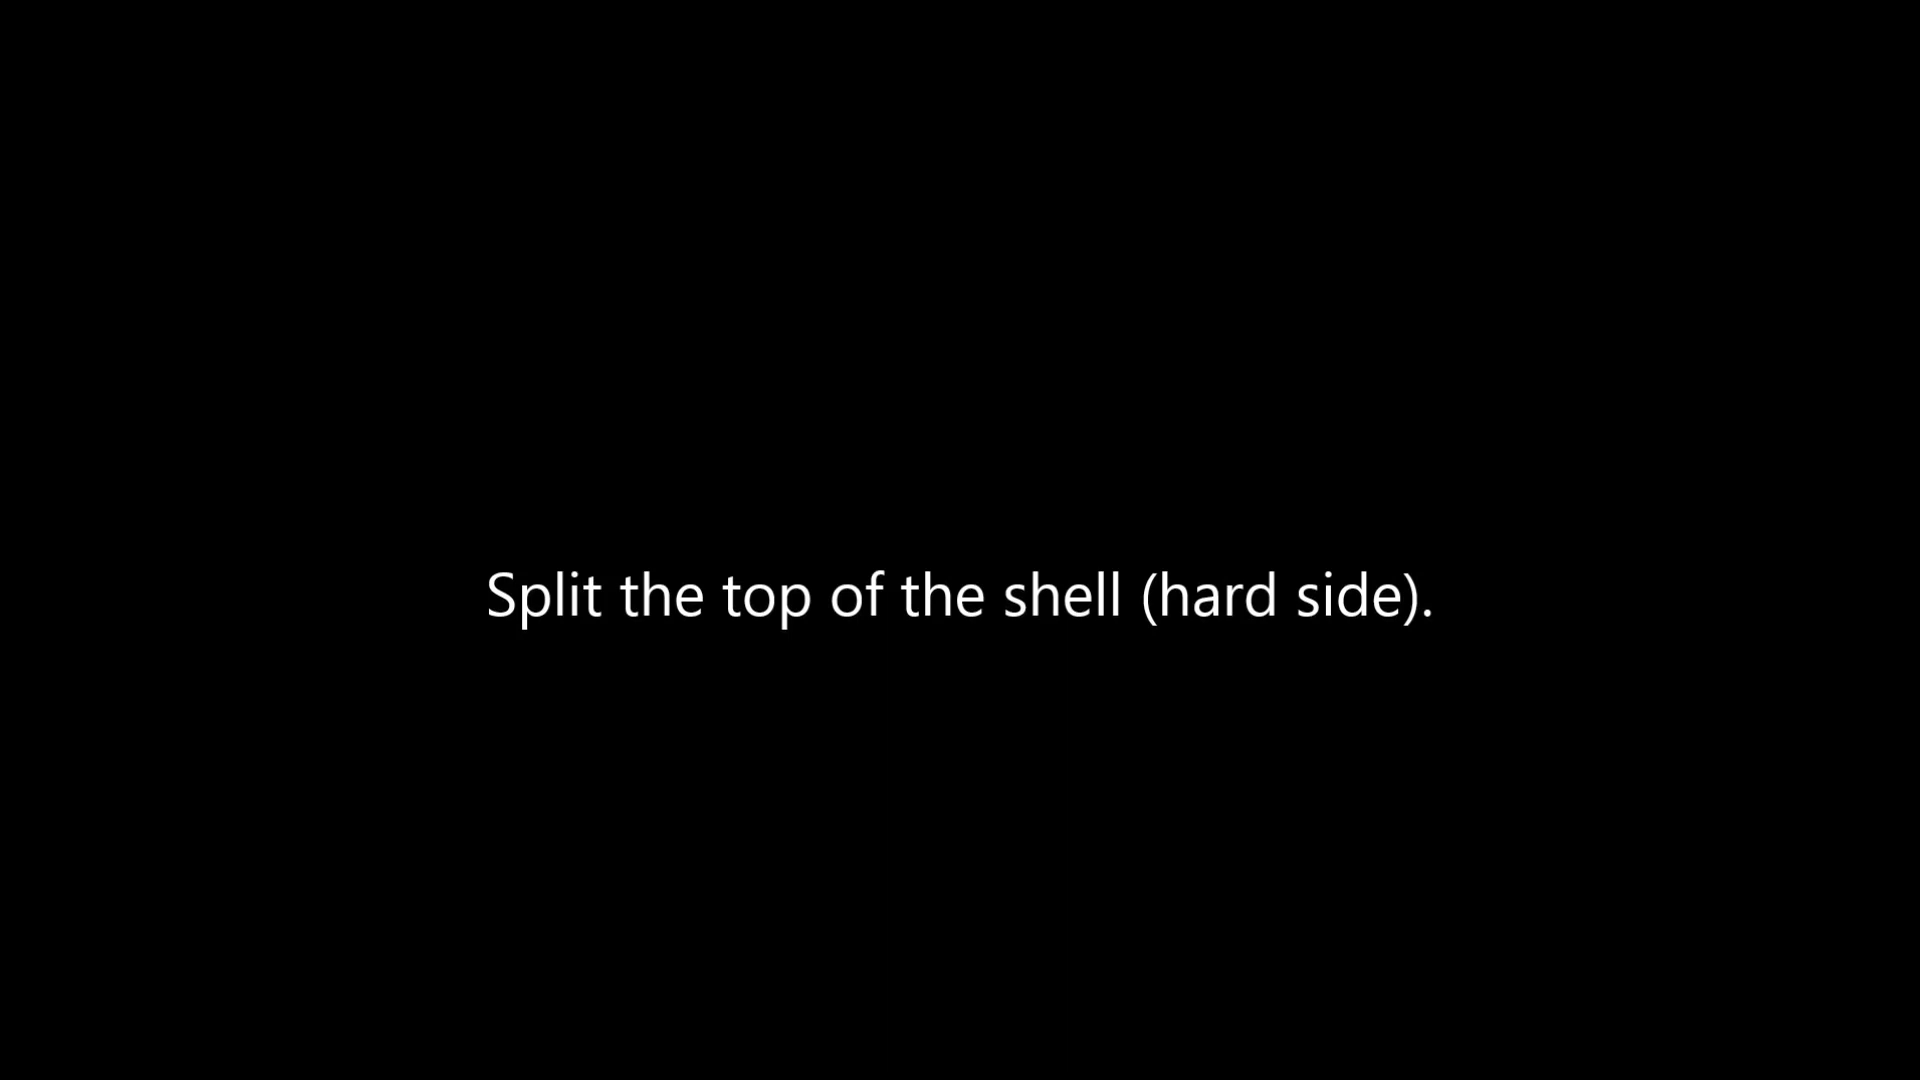 Split the top of the shell (hard side).